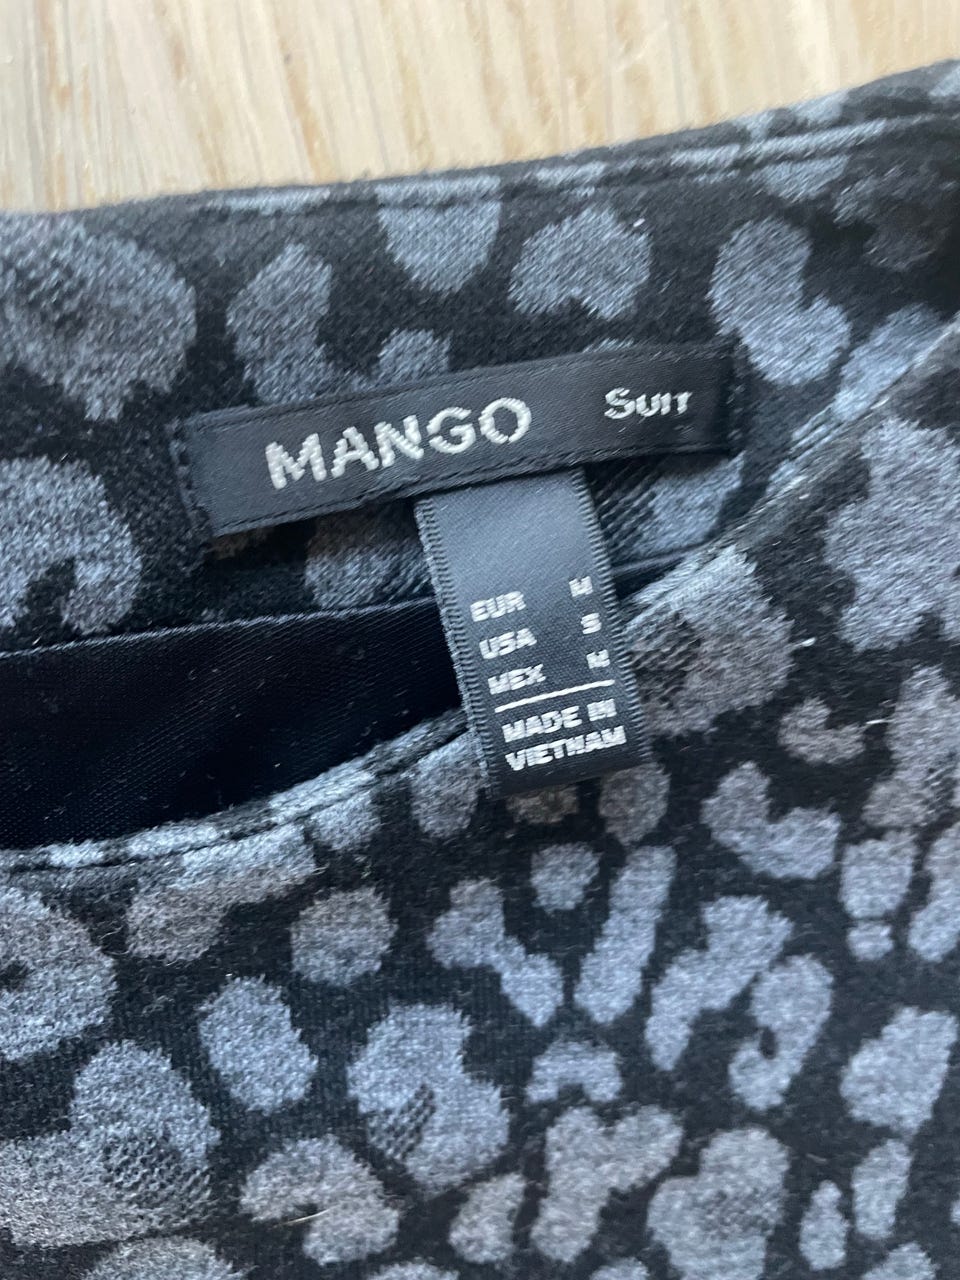 MANGO Suit
EUR M
USA S
MEX M
MADE IN
VIETNAM